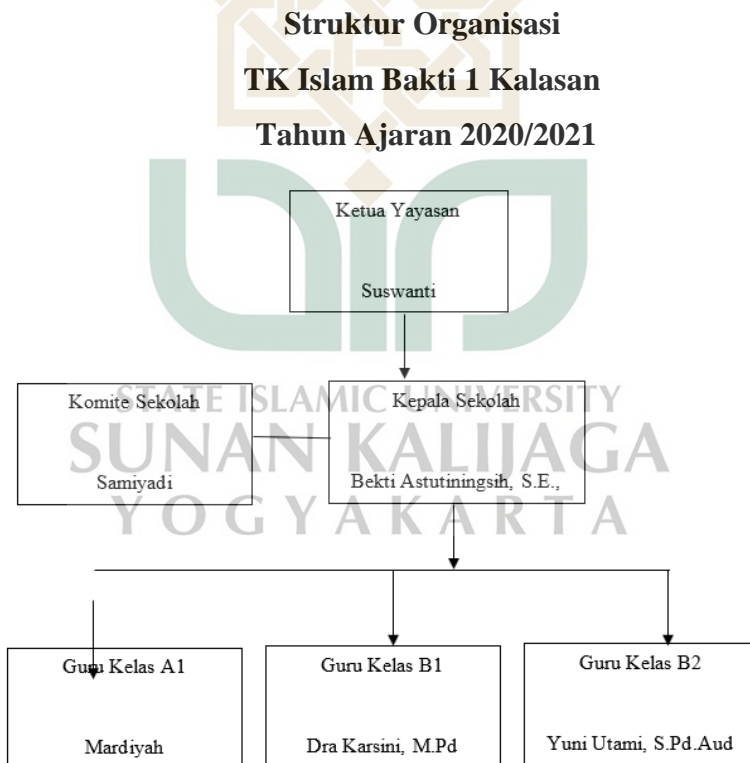 Struktur Organisasi
TK Islam Bakti 1 Kalasan
Tahun Ajaran 2020/2021
Ketua Yayasan
Suswanti
Komite Sekolah
Samiyadi
Kepala Sekolah
Bekti Astutiningsih, S.E.,
STATE ISLAMIC UNIVERSITY
SUNAN KALIJAGA
YOGYAKARTA
Guru Kelas A1
Mardiyah
Guru Kelas B1
Dra Karsini, M.Pd
Guru Kelas B2
Yuni Utami, S.Pd.Aud